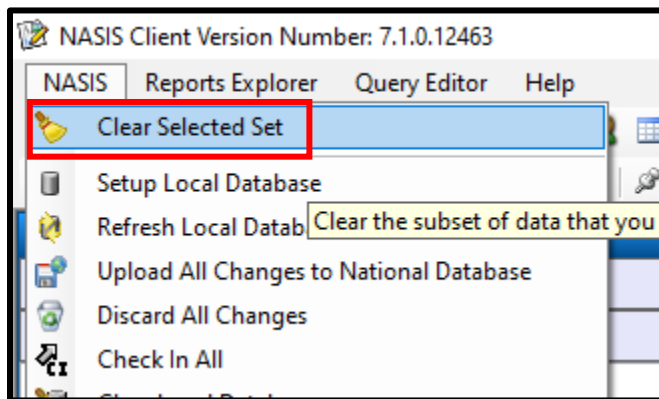 NASIS Client Version Number: 7.1.0.12463
NASIS Reports Explorer Query Editor Help
Clear Selected Set
Setup Local Database
Refresh Local Datab
Clear the subset of data that you
Upload All Changes to National Database
Discard All Changes
CI Check In All